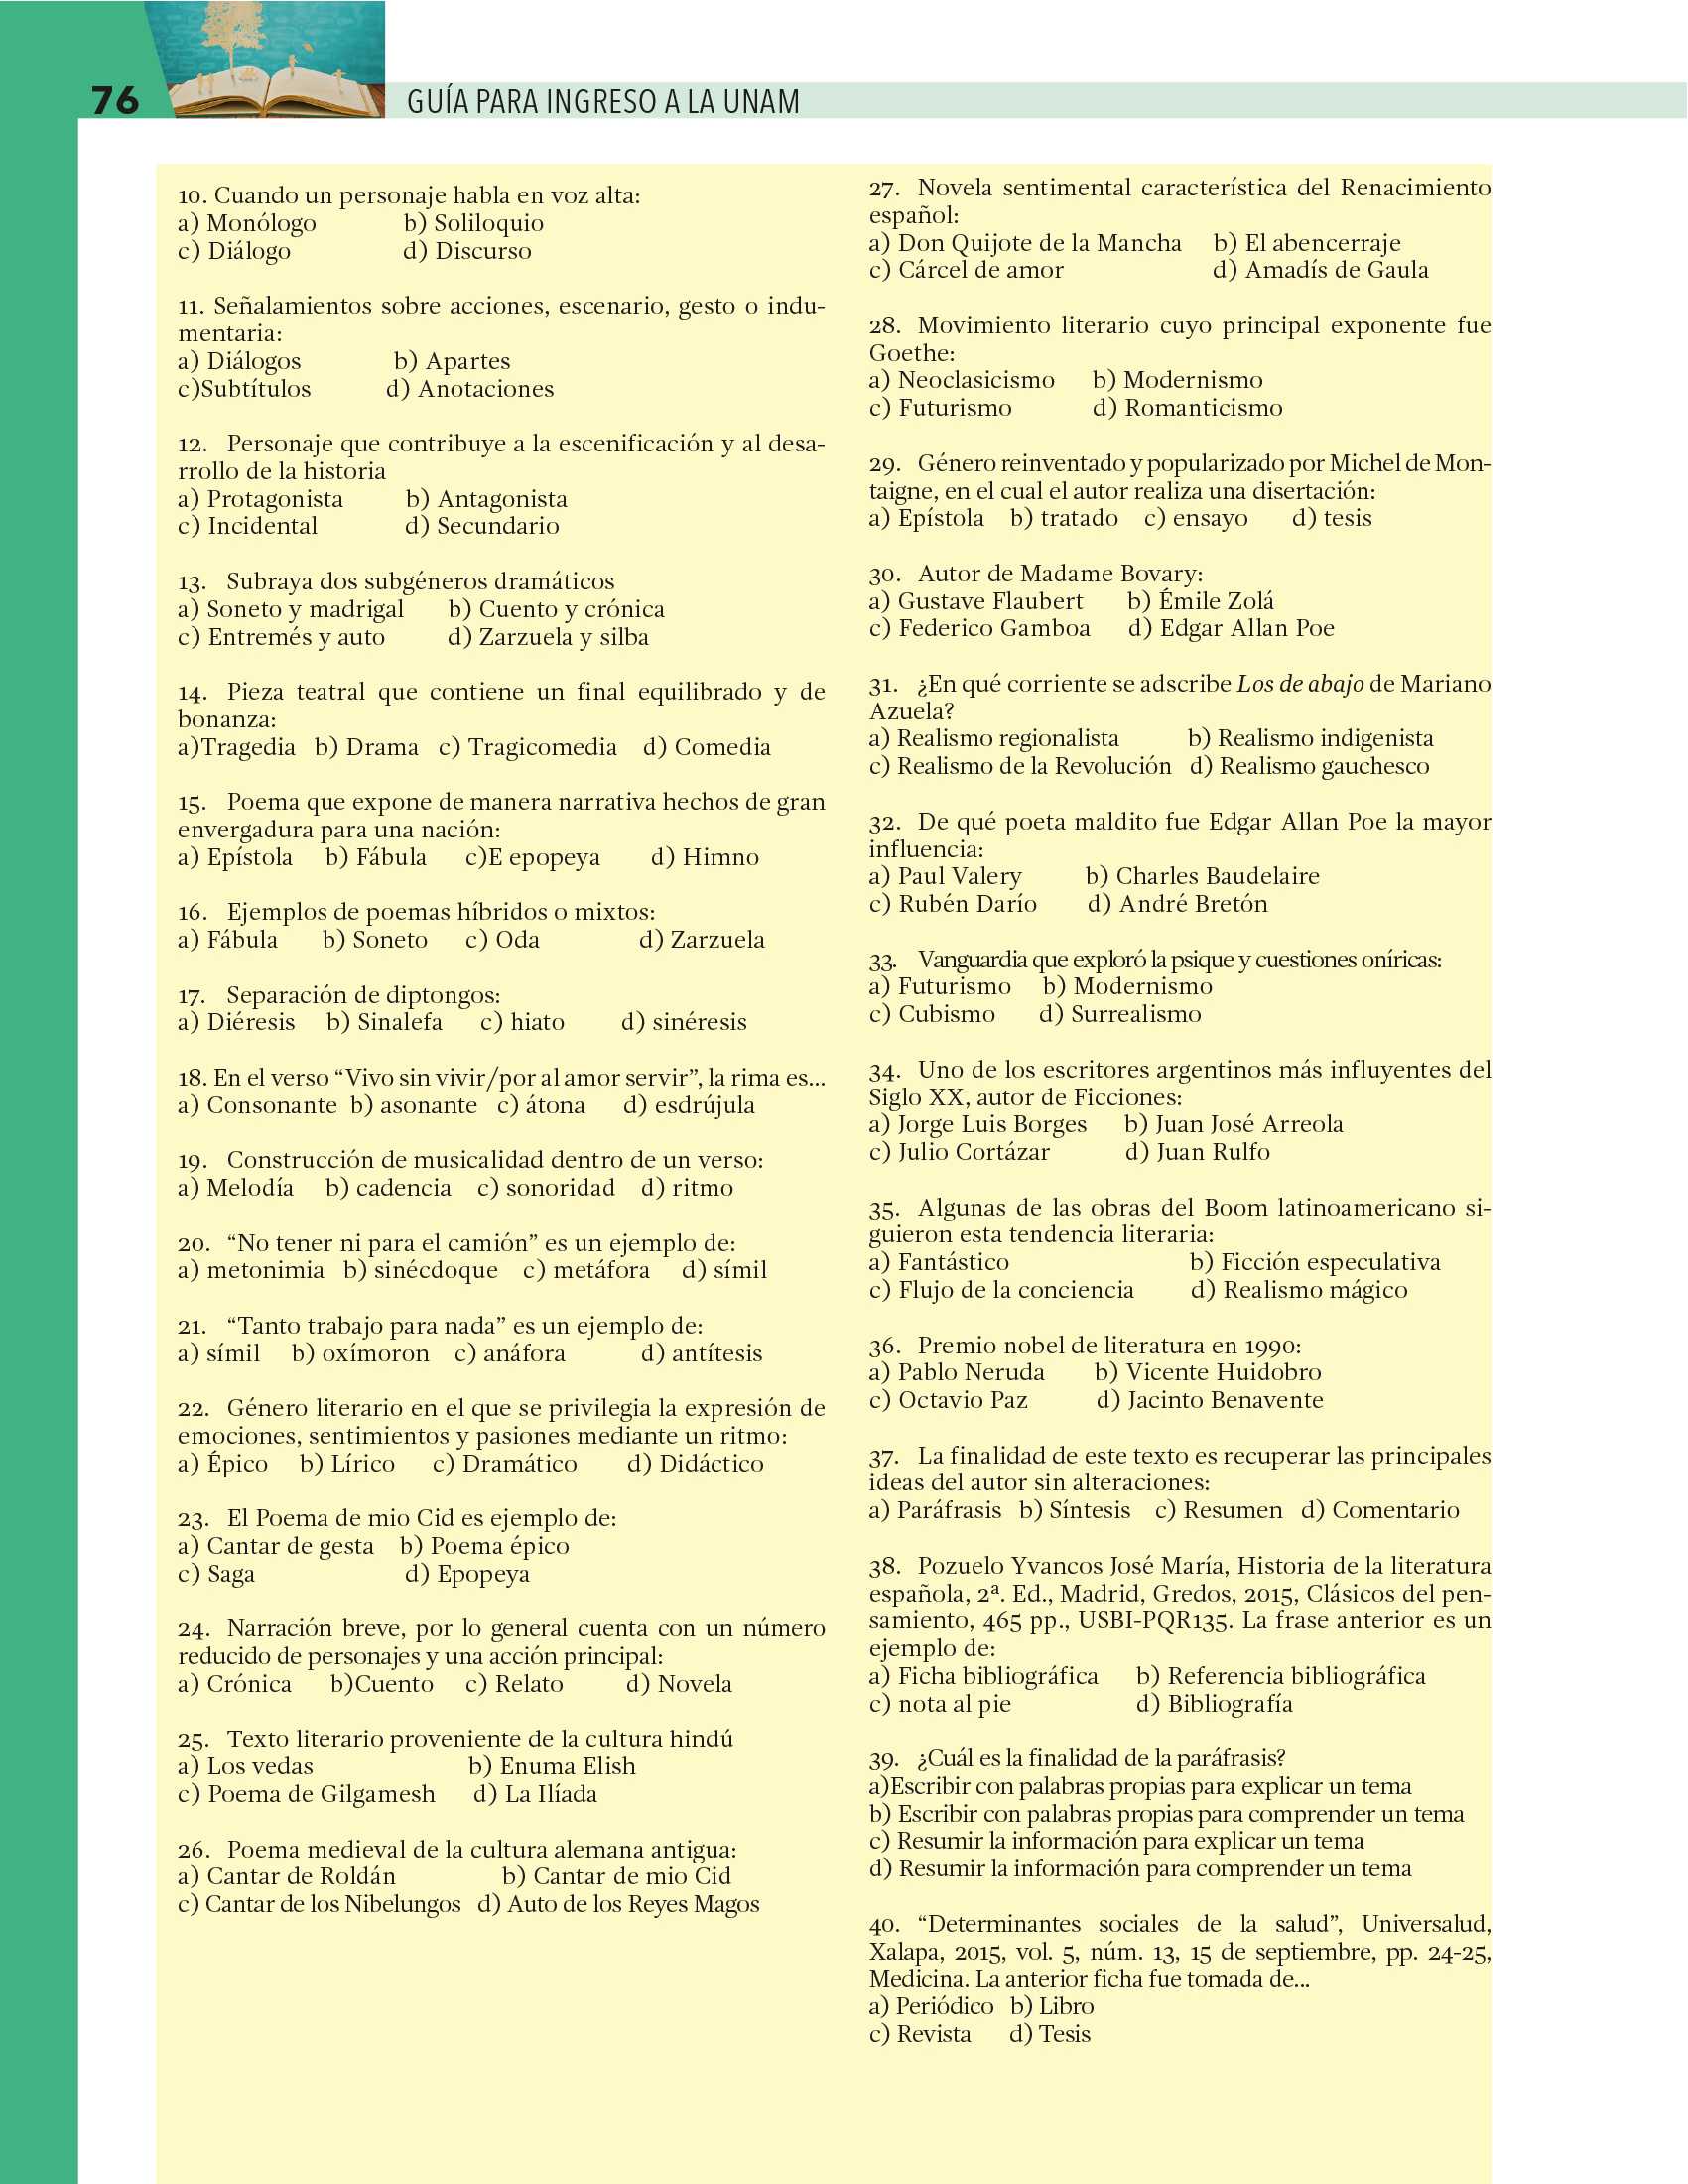 76
GUÍA PARA INGRESO A LA UNAM
10. Cuando un personaje habla en voz alta:
a) Monólogo b) Soliloquio
c) Diálogo d) Discurso
11. Señalamientos sobre acciones, escenario, gesto o indu-
mentaria:
a) Diálogos b) Apartes
c)Subtítulos d) Anotaciones
12. Personaje que contribuye a la escenificación y al desa-
rrollo de la historia
a) Protagonista b) Antagonista
c) Incidental d) Secundario
13. Subraya dos subgéneros dramáticos
a) Soneto y madrigal b) Cuento y crónica
c) Entremés y auto d) Zarzuela y silba
14. Pieza teatral que contiene un final equilibrado y de
bonanza:
a)Tragedia b) Drama c) Tragicomedia d) Comedia
15. Poema que expone de manera narrativa hechos de gran
envergadura para una nación:
a) Epístola b) Fábula c)E epopeya d) Himno
16. Ejemplos de poemas híbridos o mixtos:
a) Fábula b) Soneto c) Oda d) Zarzuela
17. Separación de diptongos:
a) Diéresis b) Sinalefa c) hiato d) sinéresis
18. En el verso “Vivo sin vivir/por al amor servir”, la rima es...
a) Consonante b) asonante c) átona d) esdrújula
19. Construcción de musicalidad dentro de un verso:
a) Melodía b) cadencia c) sonoridad d) ritmo
20. “No tener ni para el camión” es un ejemplo de:
a) metonimia b) sinécdoque c) metáfora d) símil
21. “Tanto trabajo para nada” es un ejemplo de:
a) símil b) oxímoron c) anáfora d) antítesis
22. Género literario en el que se privilegia la expresión de
emociones, sentimientos y pasiones mediante un ritmo:
a) Épico b) Lírico c) Dramático d) Didáctico
23. El Poema de mio Cid es ejemplo de:
a) Cantar de gesta b) Poema épico
c) Saga d) Epopeya
24. Narración breve, por lo general cuenta con un número
reducido de personajes y una acción principal:
a) Crónica b)Cuento c) Relato d) Novela
25. Texto literario proveniente de la cultura hindú
a) Los vedas b) Enuma Elish
c) Poema de Gilgamesh d) La Ilíada
26. Poema medieval de la cultura alemana antigua:
a) Cantar de Roldán b) Cantar de mio Cid
c) Cantar de los Nibelungos d) Auto de los Reyes Magos
27. Novela sentimental característica del Renacimiento
español:
a) Don Quijote de la Mancha b) El abencerraje
c) Cárcel de amor d) Amadís de Gaula
28. Movimiento literario cuyo principal exponente fue
Goethe:
a) Neoclasicismo b) Modernismo
c) Futurismo d) Romanticismo
29. Género reinventado y popularizado por Michel de Mon-
taigne, en el cual el autor realiza una disertación:
a) Epístola b) tratado c) ensayo d) tesis
30. Autor de Madame Bovary:
a) Gustave Flaubert b) Émile Zolá
c) Federico Gamboa d) Edgar Allan Poe
31. ¿En qué corriente se adscribe Los de abajo de Mariano
Azuela?
a) Realismo regionalista b) Realismo indigenista
c) Realismo de la Revolución d) Realismo gauchesco
32. De qué poeta maldito fue Edgar Allan Poe la mayor
influencia:
a) Paul Valery b) Charles Baudelaire
c) Rubén Darío d) André Bretón
33. Vanguardia que exploró la psique y cuestiones oníricas:
a) Futurismo b) Modernismo
c) Cubismo d) Surrealismo
34. Uno de los escritores argentinos más influyentes del
Siglo XX, autor de Ficciones:
a) Jorge Luis Borges b) Juan José Arreola
c) Julio Cortázar d) Juan Rulfo
35. Algunas de las obras del Boom latinoamericano si-
guieron esta tendencia literaria:
a) Fantástico b) Ficción especulativa
c) Flujo de la conciencia d) Realismo mágico
36. Premio nobel de literatura en 1990:
a) Pablo Neruda b) Vicente Huidobro
c) Octavio Paz d) Jacinto Benavente
37. La finalidad de este texto es recuperar las principales
ideas del autor sin alteraciones:
a) Paráfrasis b) Síntesis c) Resumen d) Comentario
38. Pozuelo Yvancos José María, Historia de la literatura
española, 2ª. Ed., Madrid, Gredos, 2015, Clásicos del pen-
samiento, 465 pp., USBI-PQR135. La frase anterior es un
ejemplo de:
a) Ficha bibliográfica b) Referencia bibliográfica
c) nota al pie d) Bibliografía
39. ¿Cuál es la finalidad de la paráfrasis?
a)Escribir con palabras propias para explicar un tema
b) Escribir con palabras propias para comprender un tema
c) Resumir la información para explicar un tema
d) Resumir la información para comprender un tema
40. “Determinantes sociales de la salud”, Universalud,
Xalapa, 2015, vol. 5, núm. 13, 15 de septiembre, pp. 24-25,
Medicina. La anterior ficha fue tomada de...
a) Periódico b) Libro
c) Revista d) Tesis